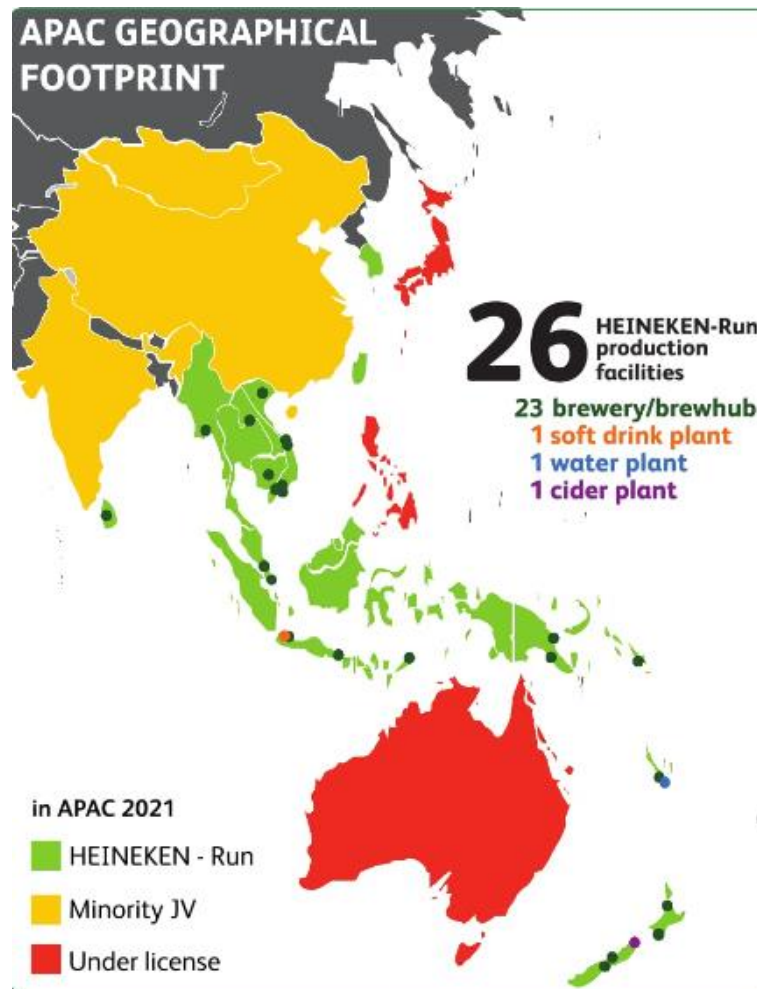 APAC GEOGRAPHICAL
FOOTPRINT
26 HEINEKEN-Run
production
facilities
23 brewery/brewhub
1 soft drink plant
1 water plant
1 cider plant
in APAC 2021
HEINEKEN - Run
Minority JV
Under license